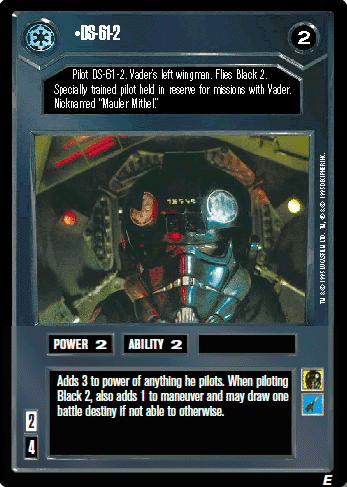 •DS-61-2
2
Pilot DS-61-2. Vader's left wingman. Flies Black 2.
Specially trained pilot held in reserve for missions with Vader.
Nicknamed "Mauler Mithel."
POWER 2
ABILITY 2
Adds 3 to power of anything he pilots. When piloting
Black 2, also adds 1 to maneuver and may draw one
battle destiny if not able to otherwise.
2
4
E